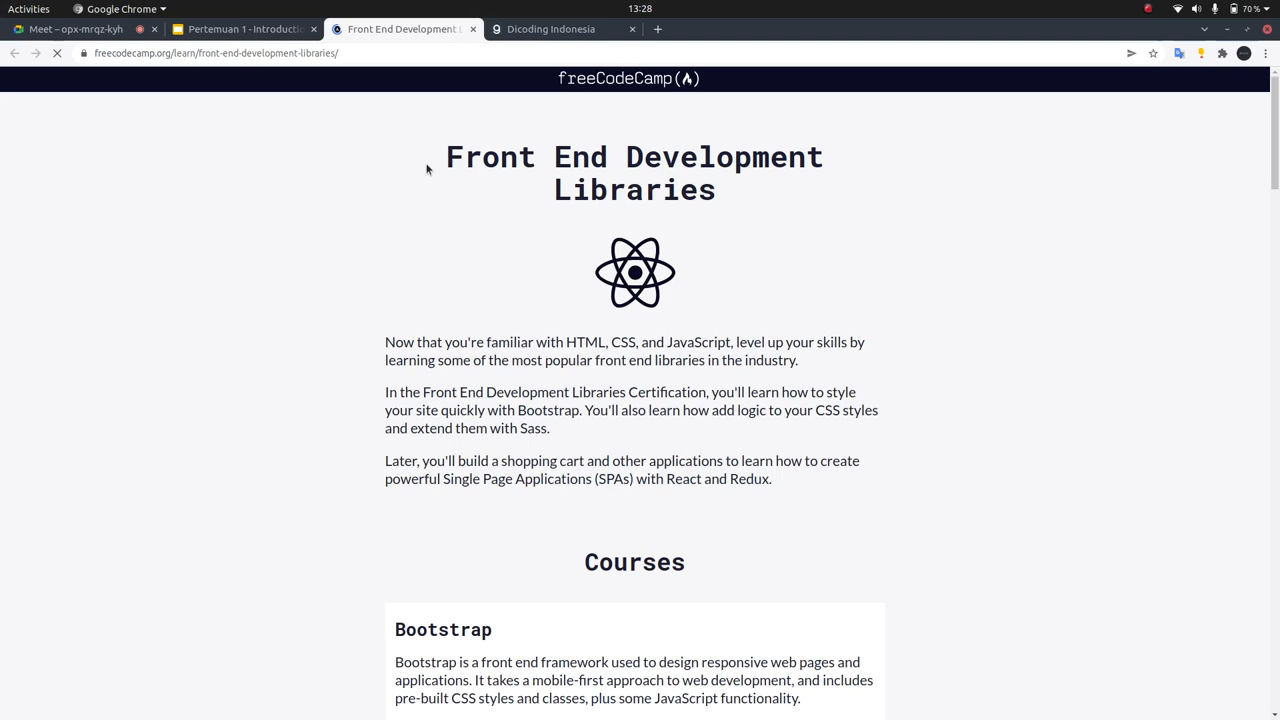 Activities
Google Chrome
13:28
70 %
Meet – opx-mrqz-kyh
Pertemuan 1 - Introductio
Front End Development L
Dicoding Indonesia
freecodecamp.org/learn/front-end-development-libraries/
freeCodeCamp
Front End Development
Libraries
Now that you're familiar with HTML, CSS, and JavaScript, level up your skills by
learning some of the most popular front end libraries in the industry.
In the Front End Development Libraries Certification, you'll learn how to style
your site quickly with Bootstrap. You'll also learn how add logic to your CSS styles
and extend them with Sass.
Later, you'll build a shopping cart and other applications to learn how to create
powerful Single Page Applications (SPAs) with React and Redux.
Courses
Bootstrap
Bootstrap is a front end framework used to design responsive web pages and
applications. It takes a mobile-first approach to web development, and includes
pre-built CSS styles and classes, plus some JavaScript functionality.